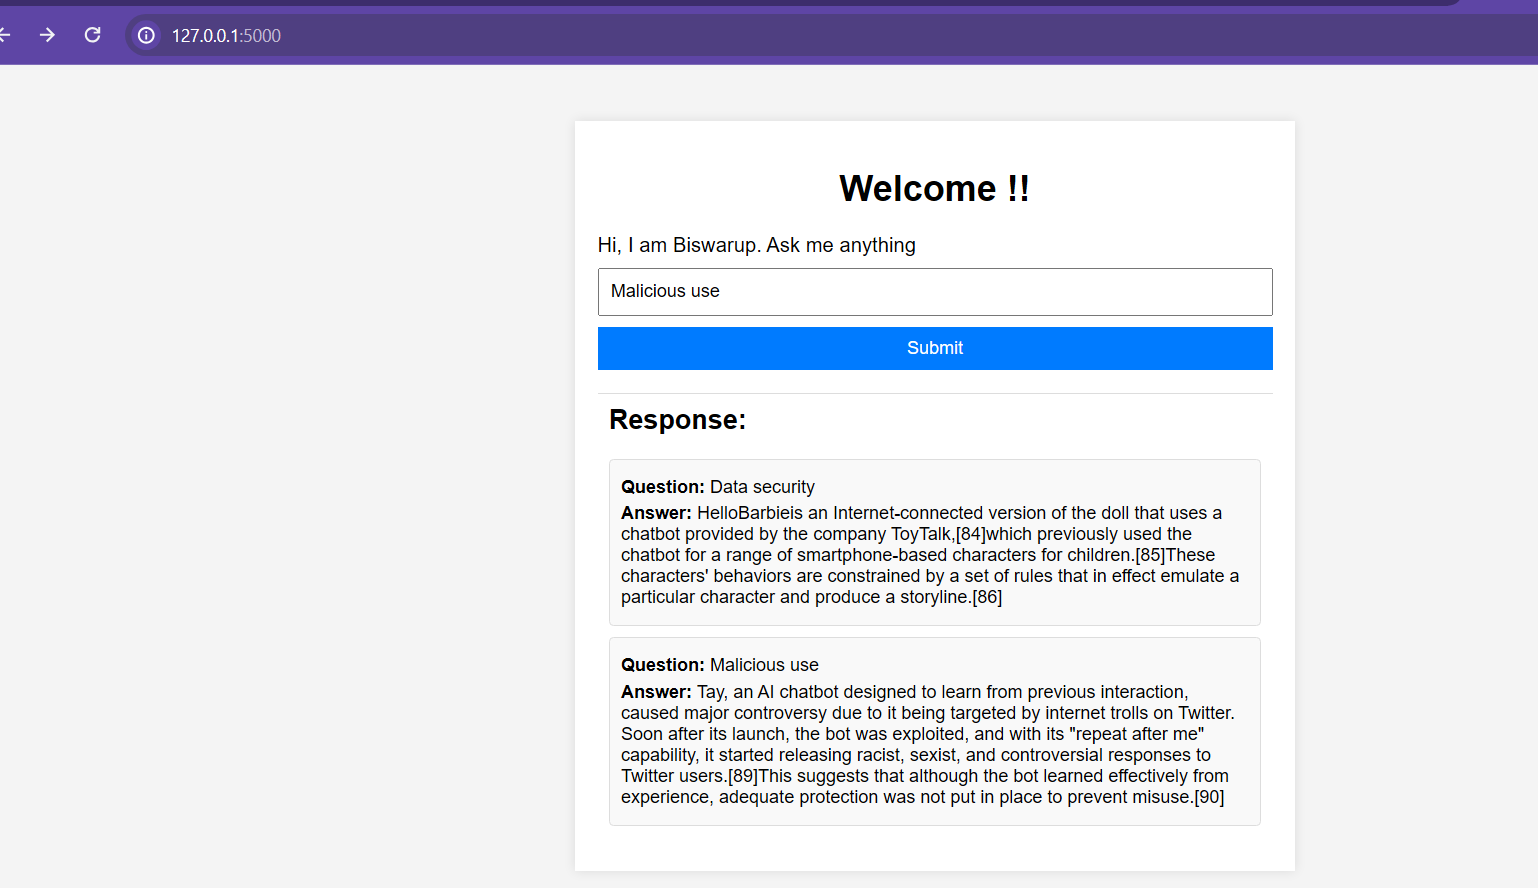 127.0.0.1:5000
Welcome !!
Hi, I am Biswarup. Ask me anything
Malicious use
Submit
Response:
Question: Data security
Answer: HelloBarbieis an Internet-connected version of the doll that uses a
chatbot provided by the company ToyTalk,[84]which previously used the
chatbot for a range of smartphone-based characters for children.[85]These
characters' behaviors are constrained by a set of rules that in effect emulate a
particular character and produce a storyline.[86]
Question: Malicious use
Answer: Tay, an AI chatbot designed to learn from previous interaction,
caused major controversy due to it being targeted by internet trolls on Twitter.
Soon after its launch, the bot was exploited, and with its "repeat after me"
capability, it started releasing racist, sexist, and controversial responses to
Twitter users.[89]This suggests that although the bot learned effectively from
experience, adequate protection was not put in place to prevent misuse.[90]